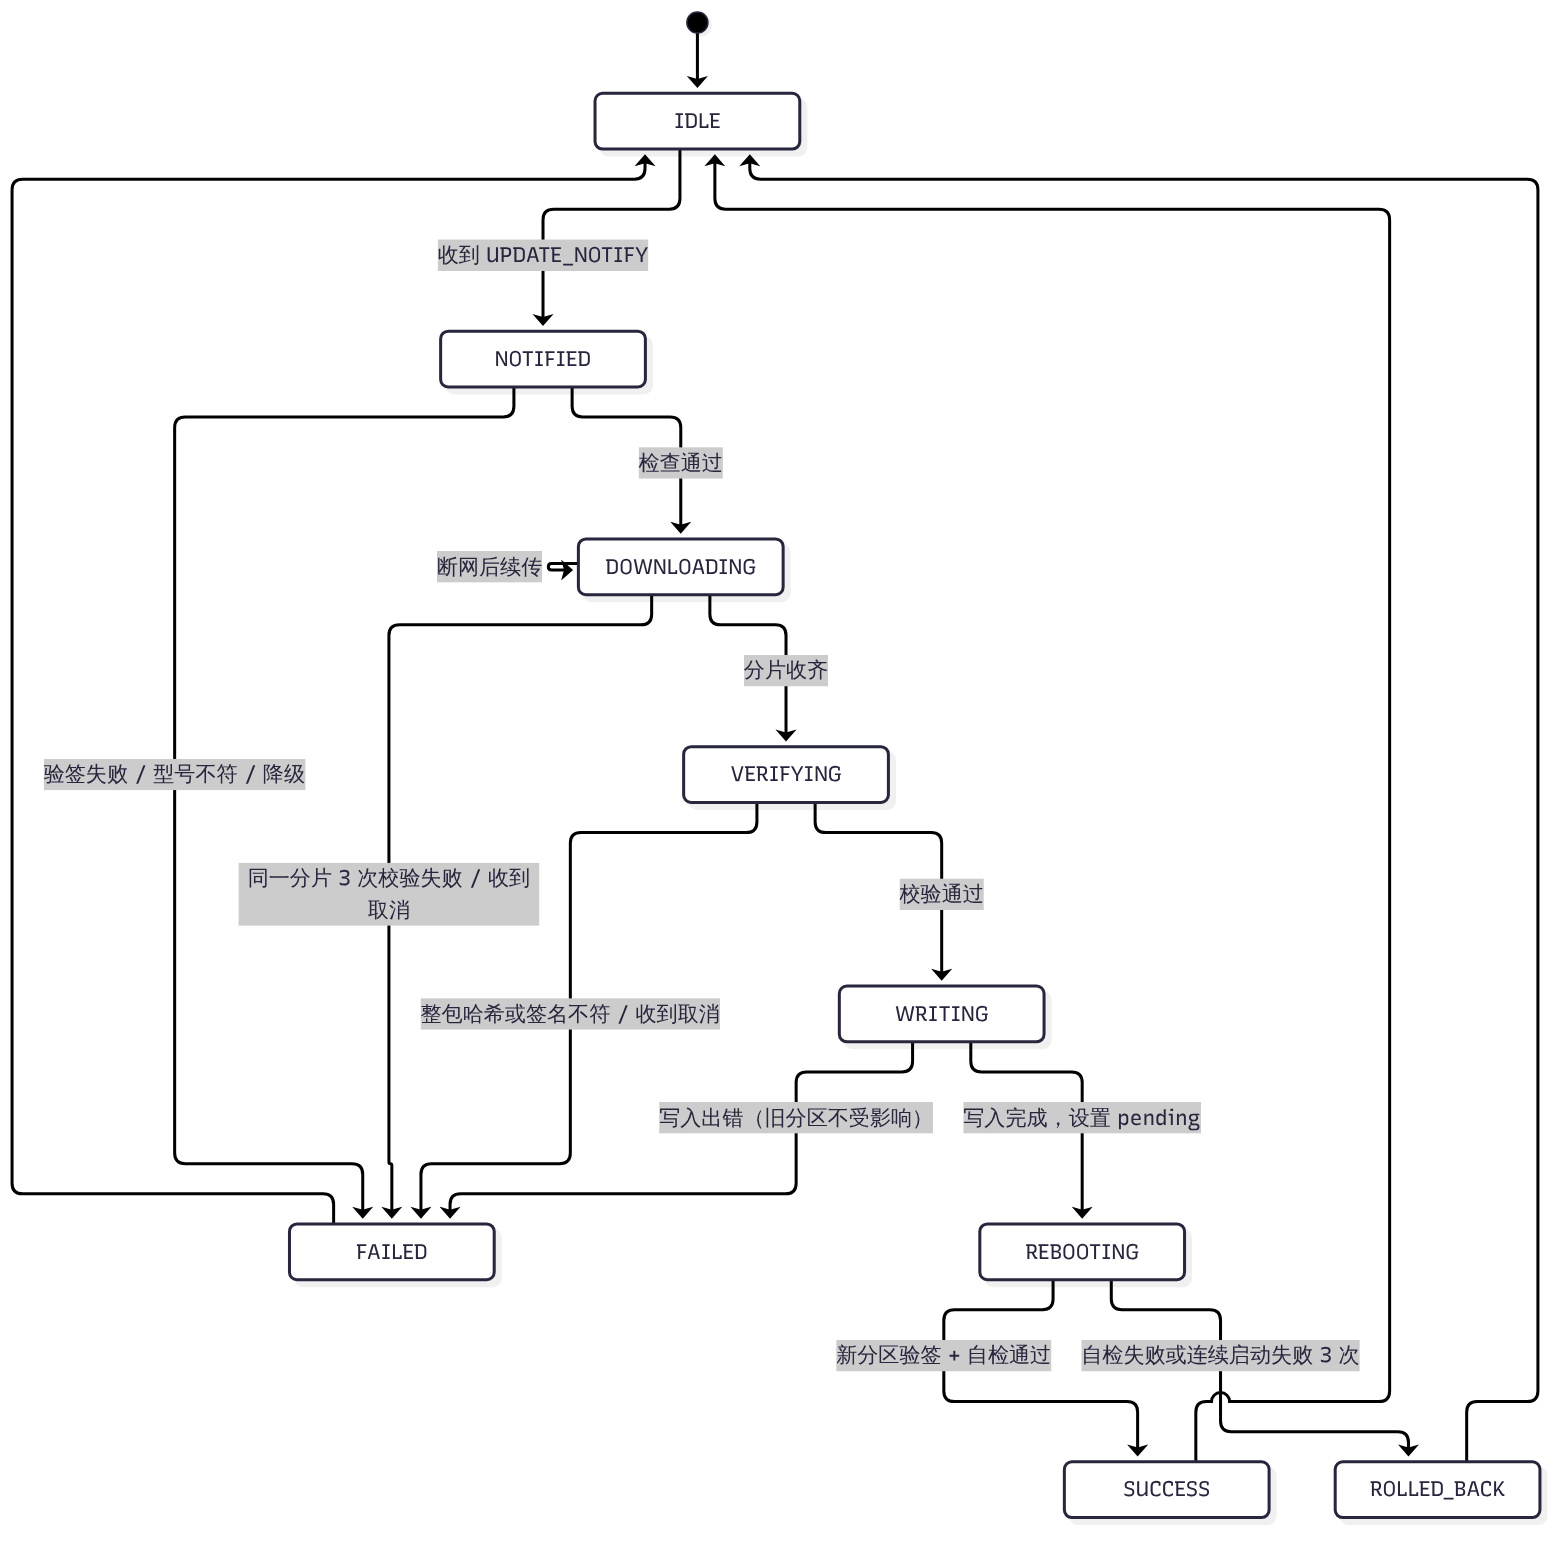 IDLE
收到 UPDATE_NOTIFY
NOTIFIED
检查通过
断网后续传
DOWNLOADING
分片收齐
验签失败 / 型号不符 / 降级
VERIFYING
同一分片 3 次校验失败 / 收到
取消
校验通过
整包哈希或签名不符 / 收到取消
WRITING
写入出错（旧分区不受影响）
写入完成，设置 pending
FAILED
REBOOTING
新分区验签 + 自检通过
自检失败或连续启动失败 3 次
SUCCESS
ROLLED_BACK